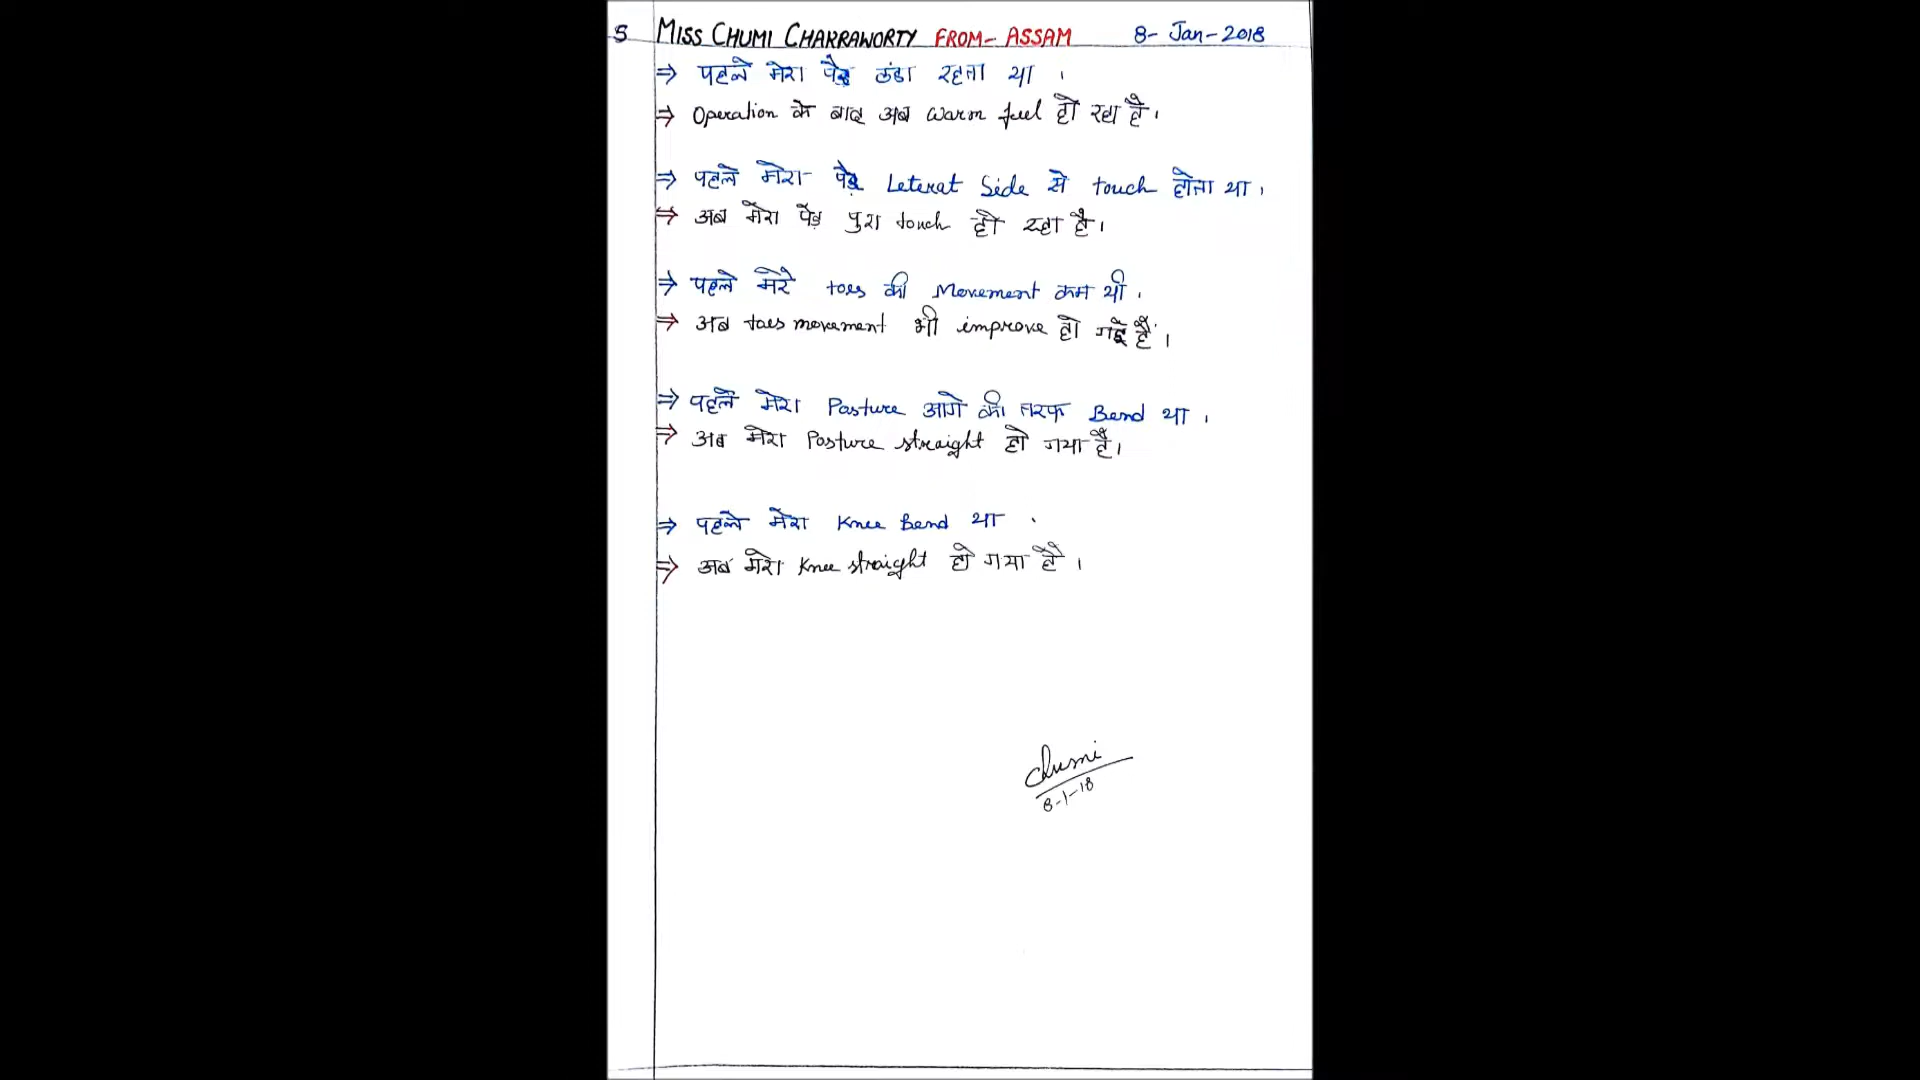 5 MISS CHUMI CHAKRAWORTY FROM- ASSAM 8- Jan-2018
⇒ पहले मेरा पैर ठंडा रहता था ।
⇒ Operation के बाद अब warm feel हो रहा है।
⇒ पहले मेरा पैर Leterat Side से touch होता था।
⇒ अब मेरा पैर पुरा touch हो रहा है।
⇒ पहले मेरे toes की Movement कम थी ।
⇒ अब toes movement भी improve हो गई है ।
⇒ पहले मेरा Posture आगे की तरफ Bend था ।
⇒ अब मेरा Posture straight हो गया है।
⇒ पहले मेरा Knee Bend था .
⇒ अब मेरा Knee straight हो गया है ।
Chumi
8-1-18